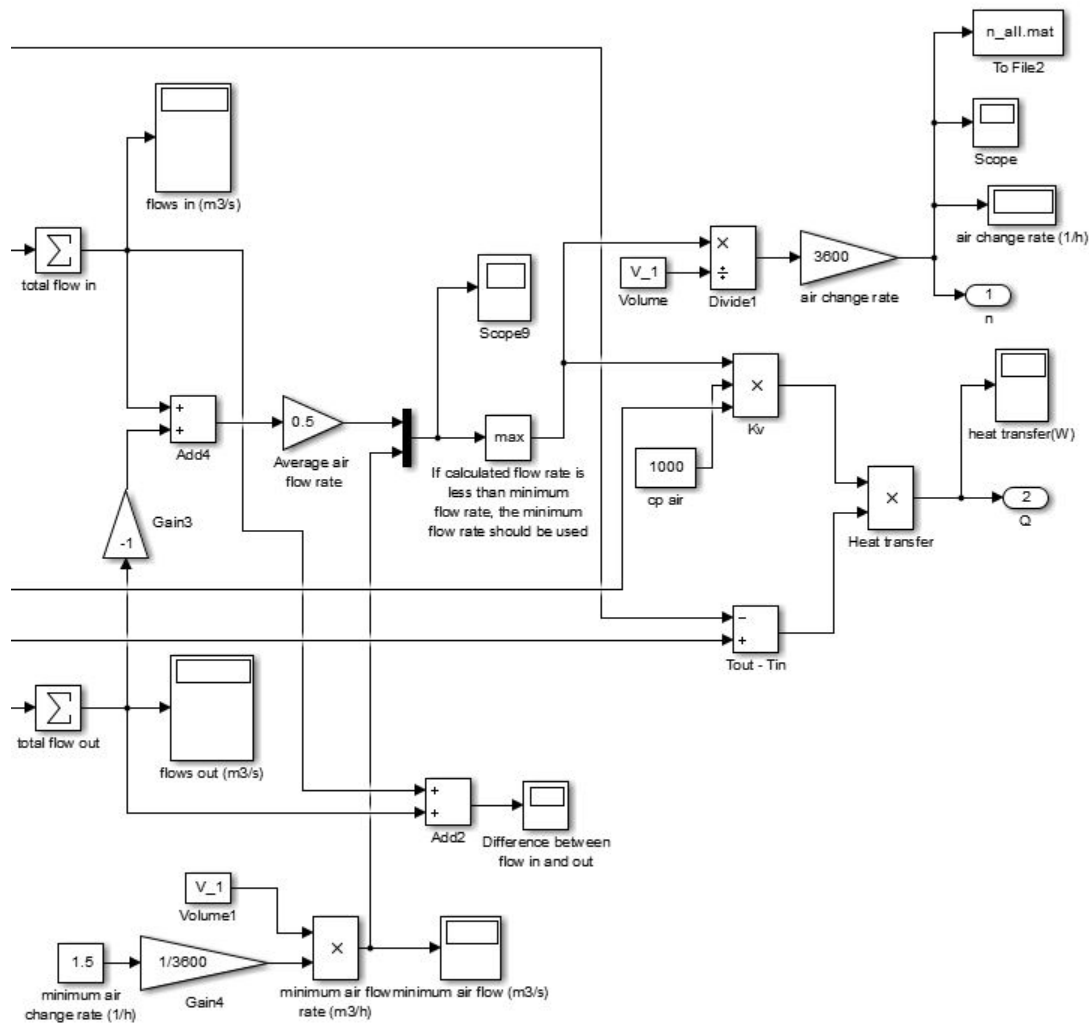 n_all.mat
To File2
Scope
flows in (m3/s)
air change rate (1/h)
Σ
total flow in
V_1
Volume
×
÷
Divide1
3600
air change rate
1
n
Scope9
+
+
Add4
0.5
Average air
flow rate
max
If calculated flow rate is
less than minimum
flow rate, the minimum
flow rate should be used
×
Kv
1000
cp air
heat transfer(W)
×
Heat transfer
2
Q
Gain3
-1
−
+
Tout - Tin
Σ
total flow out
flows out (m3/s)
+
+
Add2
Difference between
flow in and out
V_1
Volume1
1.5
minimum air
change rate (1/h)
1/3600
Gain4
×
minimum air flow
rate (m3/h)
minimum air flow (m3/s)